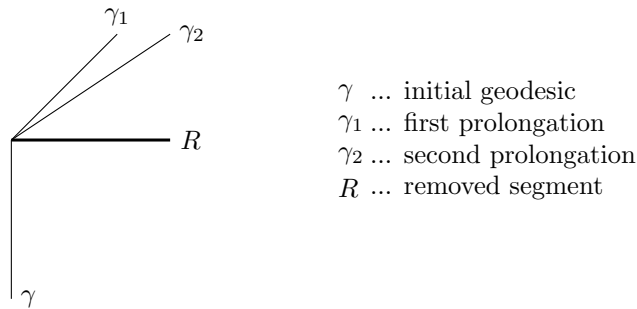 γ₁
γ₂
R
γ
γ ... initial geodesic
γ₁ ... first prolongation
γ₂ ... second prolongation
R ... removed segment